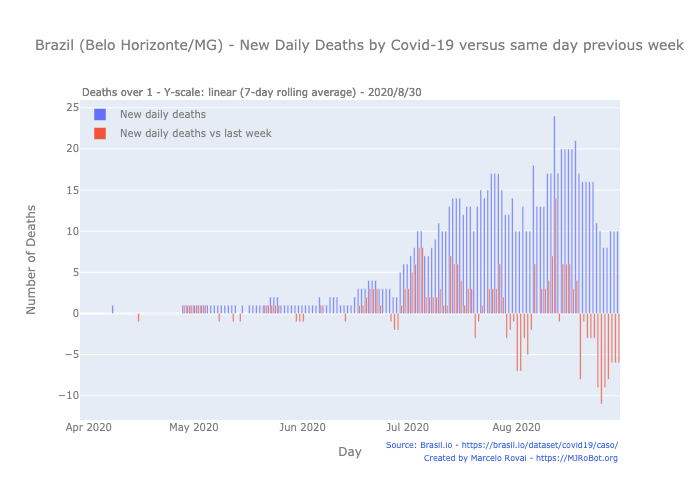 Brazil (Belo Horizonte/MG) - New Daily Deaths by Covid-19 versus same day previous week
Deaths over 1 - Y-scale: linear (7-day rolling average) - 2020/8/30
New daily deaths
New daily deaths vs last week
25
20
15
10
5
0
−5
−10
Number of Deaths
Apr 2020 May 2020 Jun 2020 Jul 2020 Aug 2020
Day
Source: Brasil.io - https://brasil.io/dataset/covid19/caso/
Created by Marcelo Rovai - https://MJRoBot.org